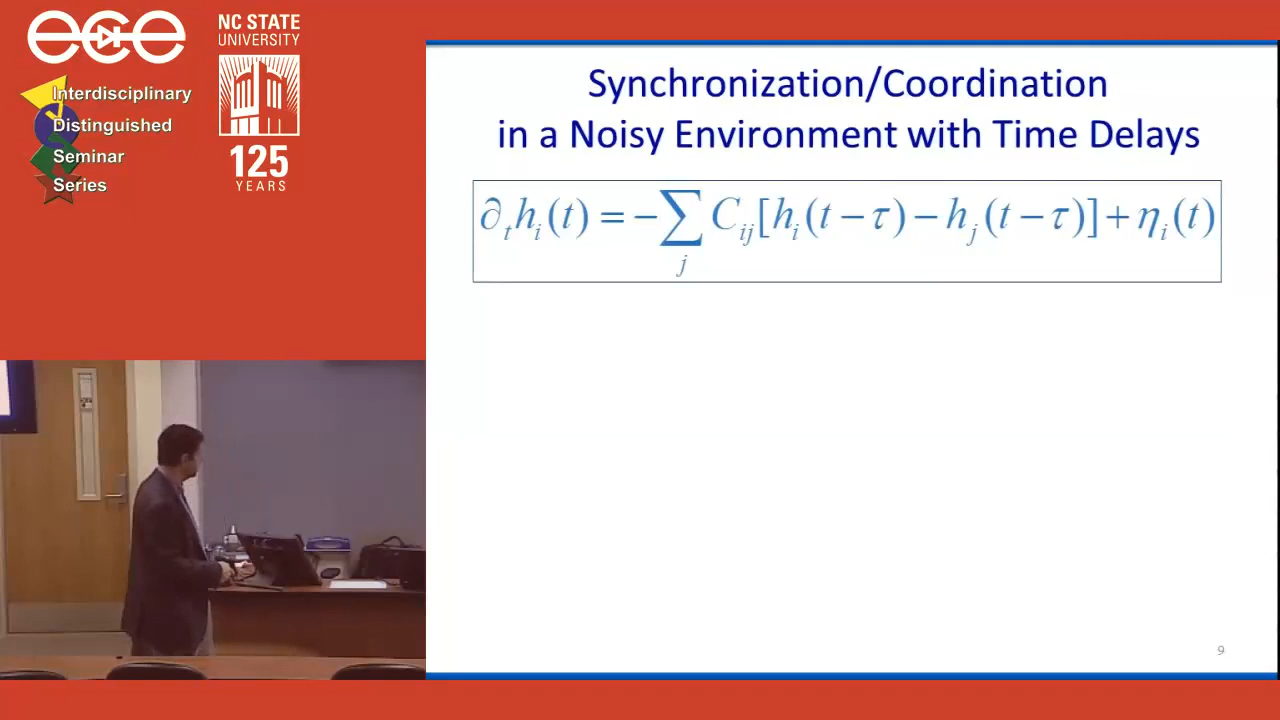 ece
NC STATE
UNIVERSITY
Interdisciplinary
Distinguished
Seminar
Series
125
YEARS
Synchronization/Coordination
in a Noisy Environment with Time Delays
∂ₜhᵢ(t) = −∑ⱼ Cᵢⱼ[hᵢ(t − τ) − hⱼ(t − τ)] + ηᵢ(t)
9